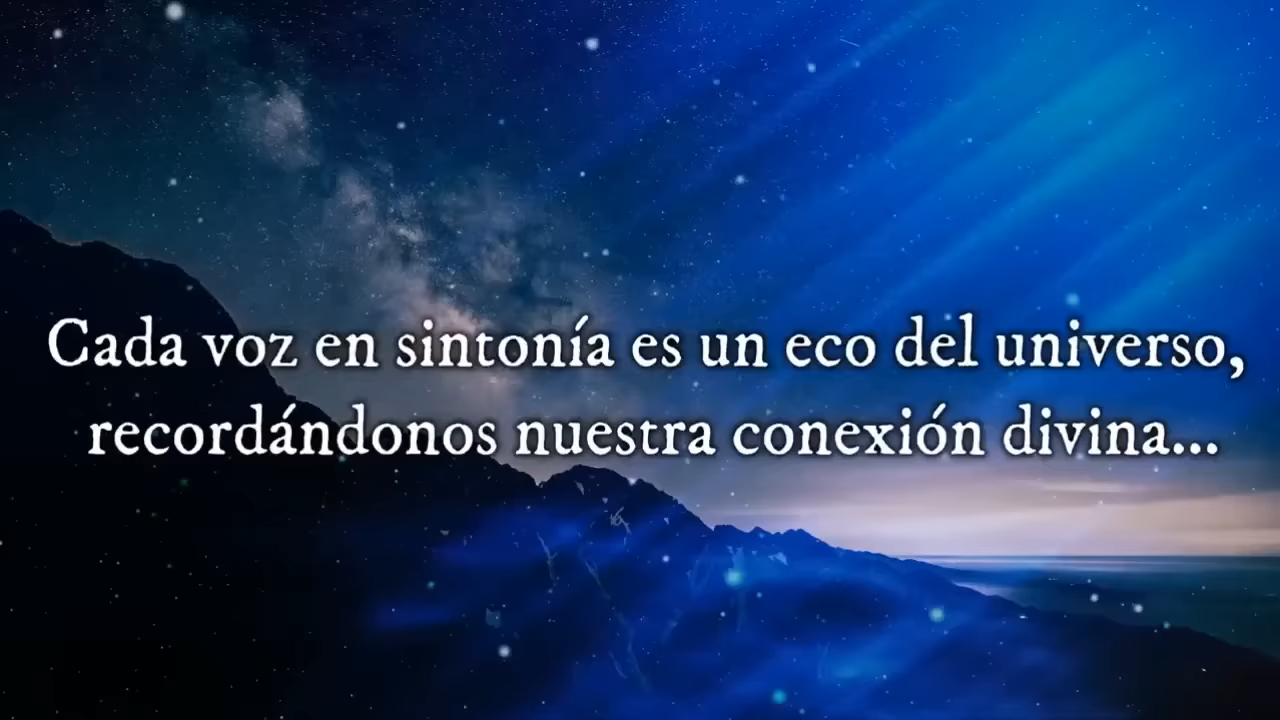 Cada voz en sintonía es un eco del universo,
recordándonos nuestra conexión divina...